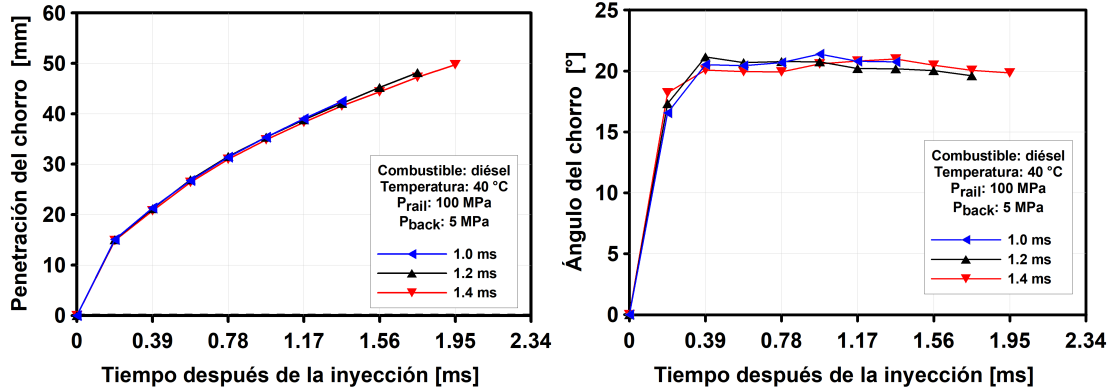 60
50
40
30
20
10
0
Penetración del chorro [mm]
Combustible: diésel
Temperatura: 40 °C
Prail: 100 MPa
Pback: 5 MPa
1.0 ms
1.2 ms
1.4 ms
0 0.39 0.78 1.17 1.56 1.95 2.34
Tiempo después de la inyección [ms]
25
20
15
10
5
0
Ángulo del chorro [°]
Combustible: diésel
Temperatura: 40 °C
Prail: 100 MPa
Pback: 5 MPa
1.0 ms
1.2 ms
1.4 ms
0 0.39 0.78 1.17 1.56 1.95 2.34
Tiempo después de la inyección [ms]